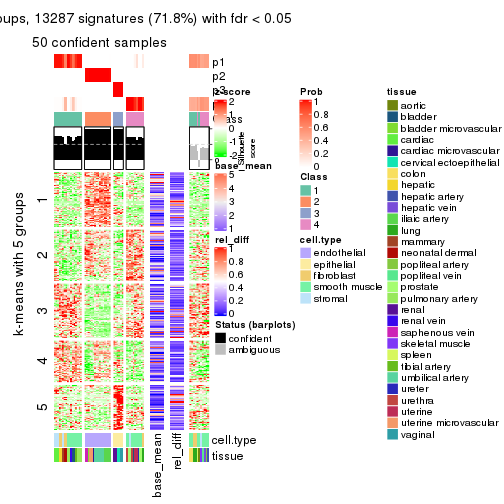 oups, 13287 signatures (71.8%) with fdr < 0.05
50 confident samples
p1
p2
Class
1
0
Silhouette
score
k-means with 5 groups
1
2
3
4
5
base_mean
rel_diff
cell.type
tissue
z-score
2
1
0
-1
-2
base_mean
5
4
3
2
1
rel_diff
1
0.8
0.6
0.4
0.2
0
Status (barplots)
confident
ambiguous
Prob
1
0.8
0.6
0.4
0.2
0
Class
1
2
3
4
cell.type
endothelial
epithelial
fibroblast
smooth muscle
stromal
tissue
aortic
bladder
bladder microvascular
cardiac
cardiac microvascular
cervical ectoepithelial
colon
hepatic
hepatic artery
hepatic vein
iliac artery
lung
mammary
neonatal dermal
popliteal artery
popliteal vein
prostate
pulmonary artery
renal
renal vein
saphenous vein
skeletal muscle
spleen
tibial artery
umbilical artery
ureter
urethra
uterine
uterine microvascular
vaginal